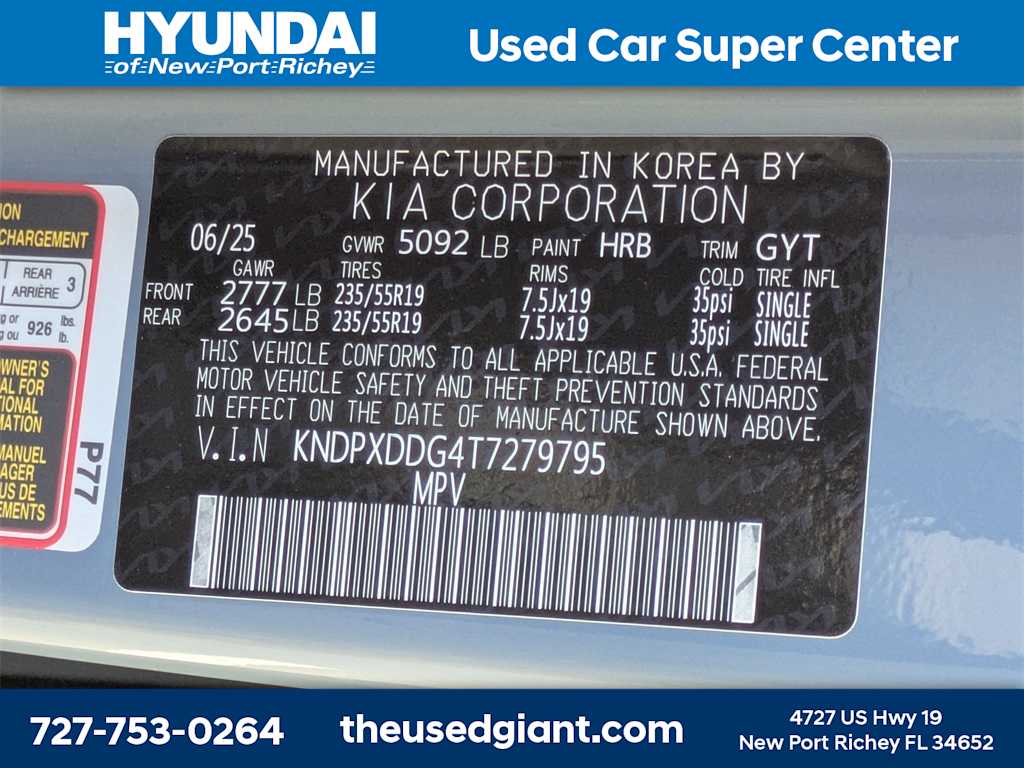 HYUNDAI
of New Port Richey
Used Car Super Center
MANUFACTURED IN KOREA BY
KIA CORPORATION
06/25 GVWR 5092 LB PAINT HRB TRIM GYT
GAWR TIRES RIMS COLD TIRE INFL
FRONT 2777 LB 235/55R19 7.5Jx19 35psi SINGLE
REAR 2645 LB 235/55R19 7.5Jx19 35psi SINGLE
THIS VEHICLE CONFORMS TO ALL APPLICABLE U.S.A. FEDERAL
MOTOR VEHICLE SAFETY AND THEFT PREVENTION STANDARDS
IN EFFECT ON THE DATE OF MANUFACTURE SHOWN ABOVE.
V.I.N KNDPXDDG4T7279795
MPV
CHARGEMENT
REAR
ARRIÈRE 3
926 lbs.
lb.
P77
727-753-0264
theusedgiant.com
4727 US Hwy 19
New Port Richey FL 34652